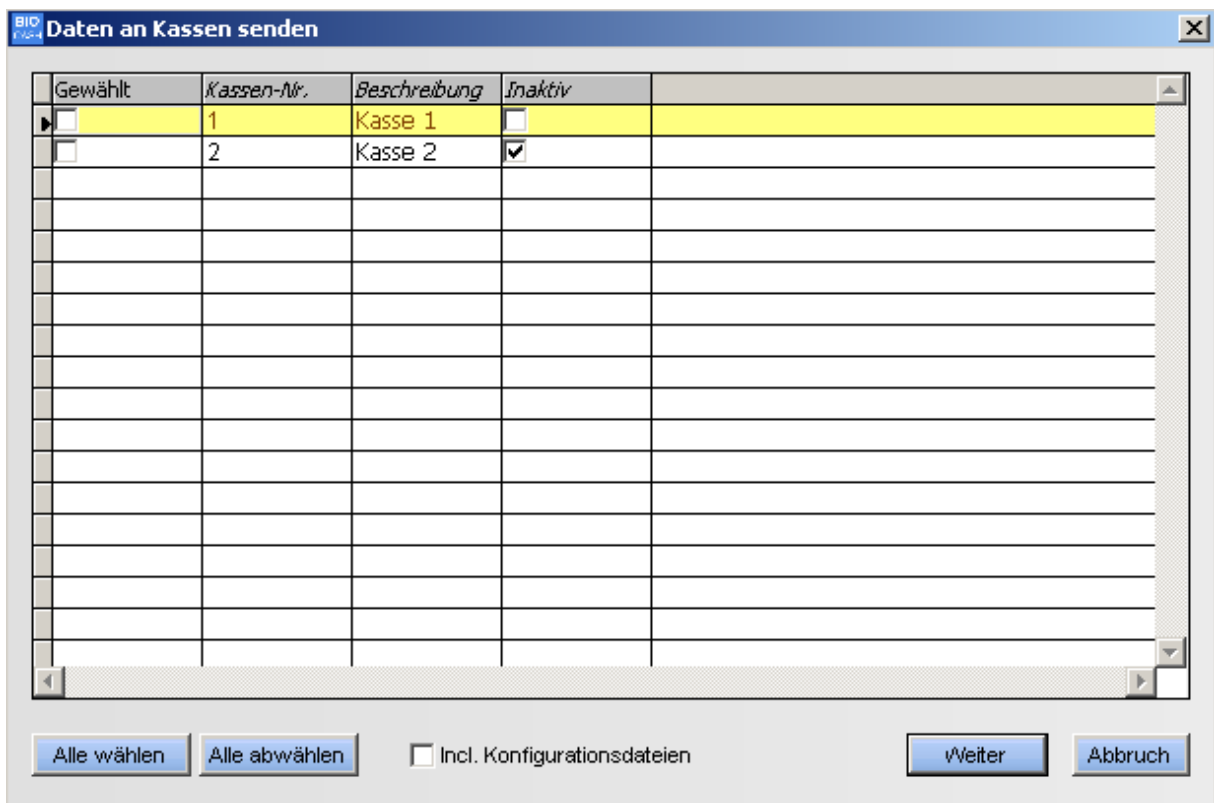 BIO CASH Daten an Kassen senden
Gewählt Kassen-Nr. Beschreibung Inaktiv
1 Kasse 1
2 Kasse 2
Alle wählen Alle abwählen Incl. Konfigurationsdateien Weiter Abbruch